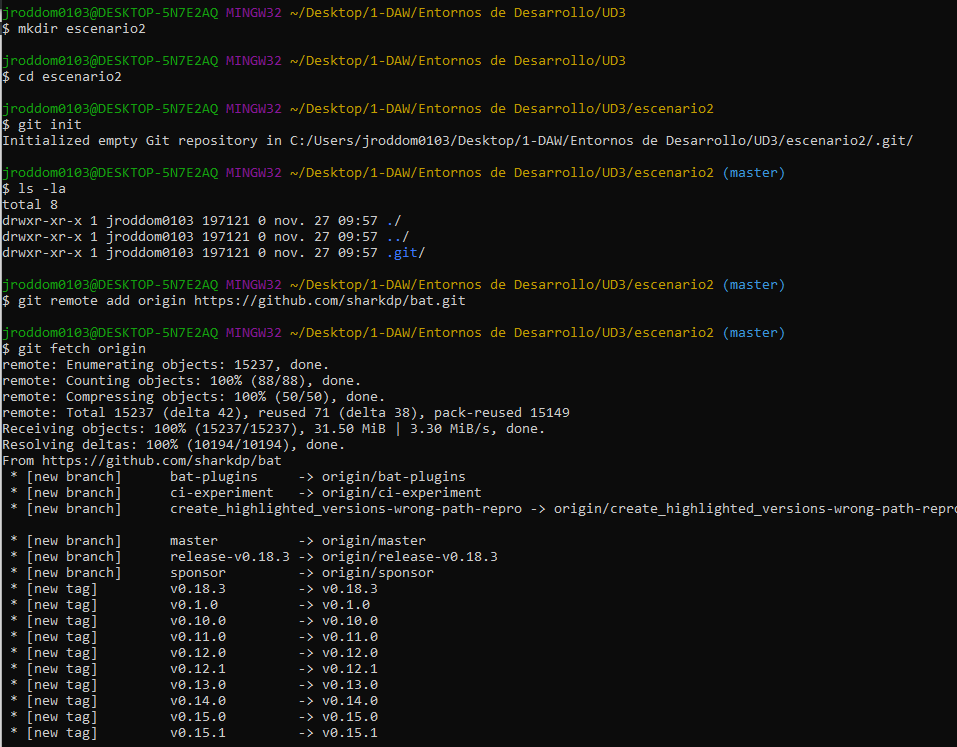 jroddom0103@DESKTOP-5N7E2AQ MINGW32 ~/Desktop/1-DAW/Entornos de Desarrollo/UD3
$ mkdir escenario2
jroddom0103@DESKTOP-5N7E2AQ MINGW32 ~/Desktop/1-DAW/Entornos de Desarrollo/UD3
$ cd escenario2
jroddom0103@DESKTOP-5N7E2AQ MINGW32 ~/Desktop/1-DAW/Entornos de Desarrollo/UD3/escenario2
$ git init
Initialized empty Git repository in C:/Users/jroddom0103/Desktop/1-DAW/Entornos de Desarrollo/UD3/escenario2/.git/
jroddom0103@DESKTOP-5N7E2AQ MINGW32 ~/Desktop/1-DAW/Entornos de Desarrollo/UD3/escenario2 (master)
$ ls -la
total 8
drwxr-xr-x 1 jroddom0103 197121 0 nov. 27 09:57 ./
drwxr-xr-x 1 jroddom0103 197121 0 nov. 27 09:57 ../
drwxr-xr-x 1 jroddom0103 197121 0 nov. 27 09:57 .git/
jroddom0103@DESKTOP-5N7E2AQ MINGW32 ~/Desktop/1-DAW/Entornos de Desarrollo/UD3/escenario2 (master)
$ git remote add origin https://github.com/sharkdp/bat.git
jroddom0103@DESKTOP-5N7E2AQ MINGW32 ~/Desktop/1-DAW/Entornos de Desarrollo/UD3/escenario2 (master)
$ git fetch origin
remote: Enumerating objects: 15237, done.
remote: Counting objects: 100% (88/88), done.
remote: Compressing objects: 100% (50/50), done.
remote: Total 15237 (delta 42), reused 71 (delta 38), pack-reused 15149
Receiving objects: 100% (15237/15237), 31.50 MiB | 3.30 MiB/s, done.
Resolving deltas: 100% (10194/10194), done.
From https://github.com/sharkdp/bat
 * [new branch]      bat-plugins     -> origin/bat-plugins
 * [new branch]      ci-experiment   -> origin/ci-experiment
 * [new branch]      create_highlighted_versions-wrong-path-repro -> origin/create_highlighted_versions-wrong-path-repro
 * [new branch]      master          -> origin/master
 * [new branch]      release-v0.18.3 -> origin/release-v0.18.3
 * [new branch]      sponsor         -> origin/sponsor
 * [new tag]         v0.18.3         -> v0.18.3
 * [new tag]         v0.1.0          -> v0.1.0
 * [new tag]         v0.10.0         -> v0.10.0
 * [new tag]         v0.11.0         -> v0.11.0
 * [new tag]         v0.12.0         -> v0.12.0
 * [new tag]         v0.12.1         -> v0.12.1
 * [new tag]         v0.13.0         -> v0.13.0
 * [new tag]         v0.14.0         -> v0.14.0
 * [new tag]         v0.15.0         -> v0.15.0
 * [new tag]         v0.15.1         -> v0.15.1